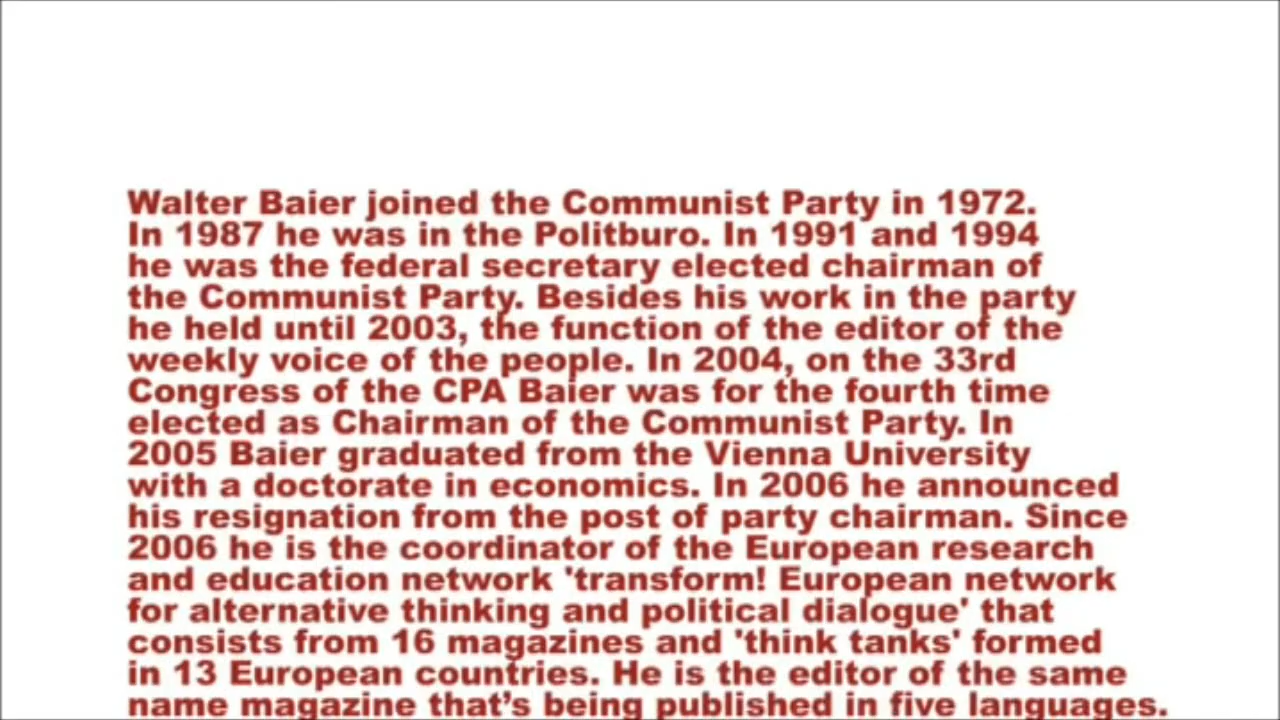 Walter Baier joined the Communist Party in 1972.
In 1987 he was in the Politburo. In 1991 and 1994
he was the federal secretary elected chairman of
the Communist Party. Besides his work in the party
he held until 2003, the function of the editor of the
weekly voice of the people. In 2004, on the 33rd
Congress of the CPA Baier was for the fourth time
elected as Chairman of the Communist Party. In
2005 Baier graduated from the Vienna University
with a doctorate in economics. In 2006 he announced
his resignation from the post of party chairman. Since
2006 he is the coordinator of the European research
and education network 'transform! European network
for alternative thinking and political dialogue' that
consists from 16 magazines and 'think tanks' formed
in 13 European countries. He is the editor of the same
name magazine that’s being published in five languages.